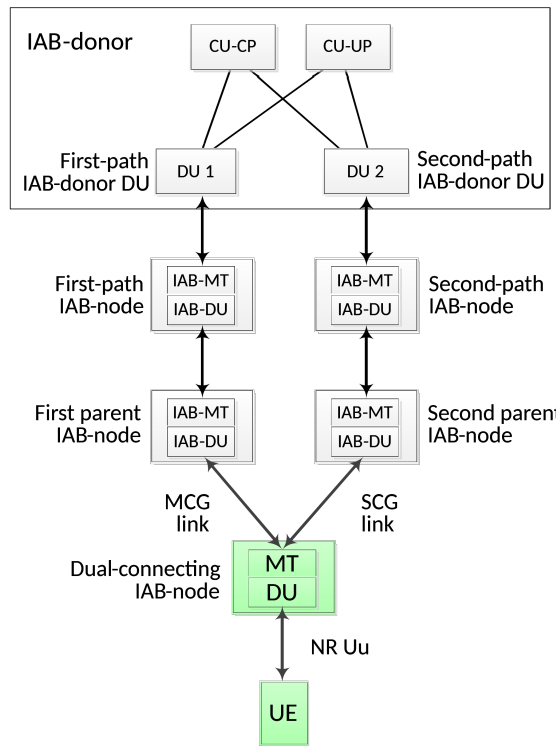 IAB-donor
CU-CP
CU-UP
First-path
IAB-donor DU
DU 1
DU 2
Second-path
IAB-donor DU
First-path
IAB-node
IAB-MT
IAB-DU
IAB-MT
IAB-DU
Second-path
IAB-node
First parent
IAB-node
IAB-MT
IAB-DU
IAB-MT
IAB-DU
Second parent
IAB-node
MCG
link
SCG
link
Dual-connecting
IAB-node
MT
DU
NR Uu
UE